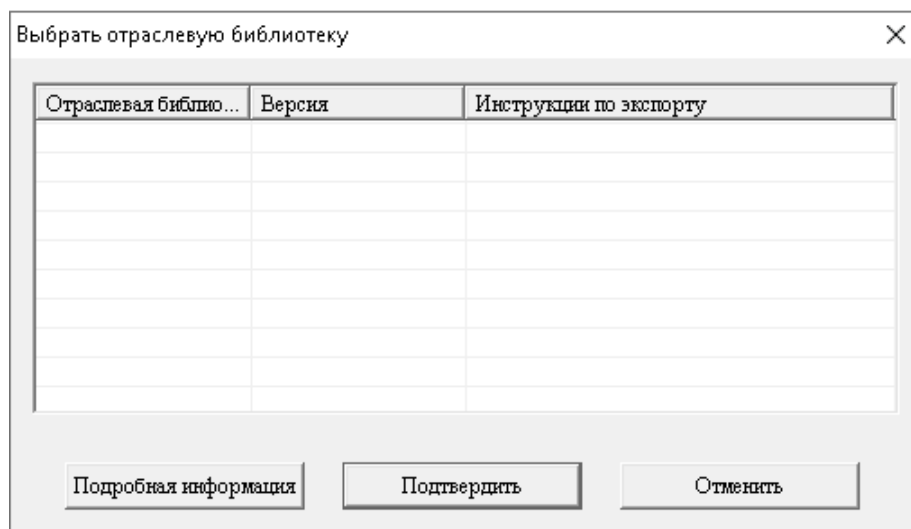 Выбрать отраслевую библиотеку
Отраслевая библио... Версия Инструкции по экспорту
Подробная информация Подтвердить Отменить